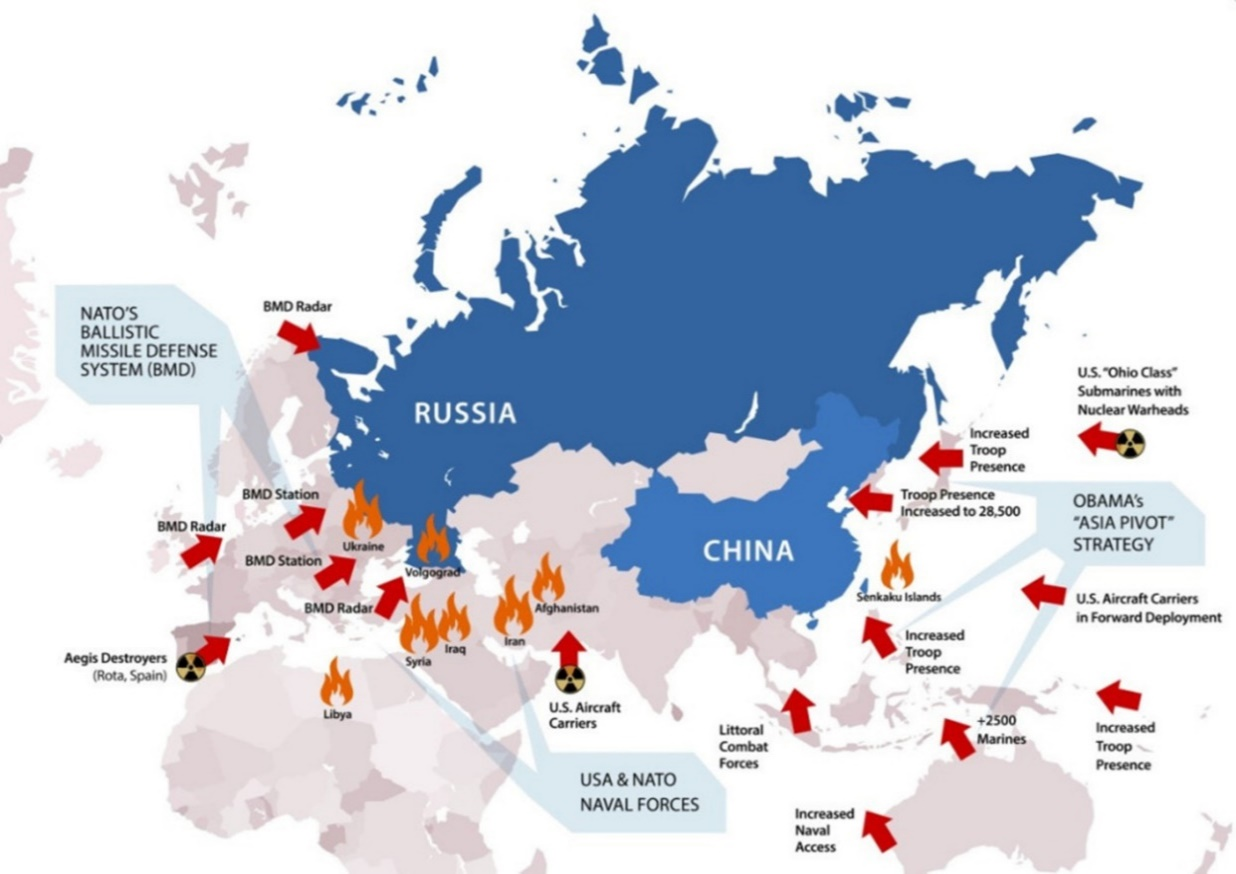 NATO'S
BALLISTIC
MISSILE DEFENSE
SYSTEM (BMD)
BMD Radar
RUSSIA
U.S. "Ohio Class"
Submarines with
Nuclear Warheads
Increased
Troop
Presence
Troop Presence
Increased to 28,500
OBAMA's
"ASIA PIVOT"
STRATEGY
BMD Station
BMD Radar
Ukraine
BMD Station
Volgograd
CHINA
BMD Radar
Afghanistan
Senkaku Islands
U.S. Aircraft Carriers
in Forward Deployment
Syria
Iraq
Iran
Increased
Troop
Presence
Aegis Destroyers
(Rota, Spain)
Libya
U.S. Aircraft
Carriers
Littoral
Combat
Forces
+2500
Marines
Increased
Troop
Presence
USA & NATO
NAVAL FORCES
Increased
Naval
Access